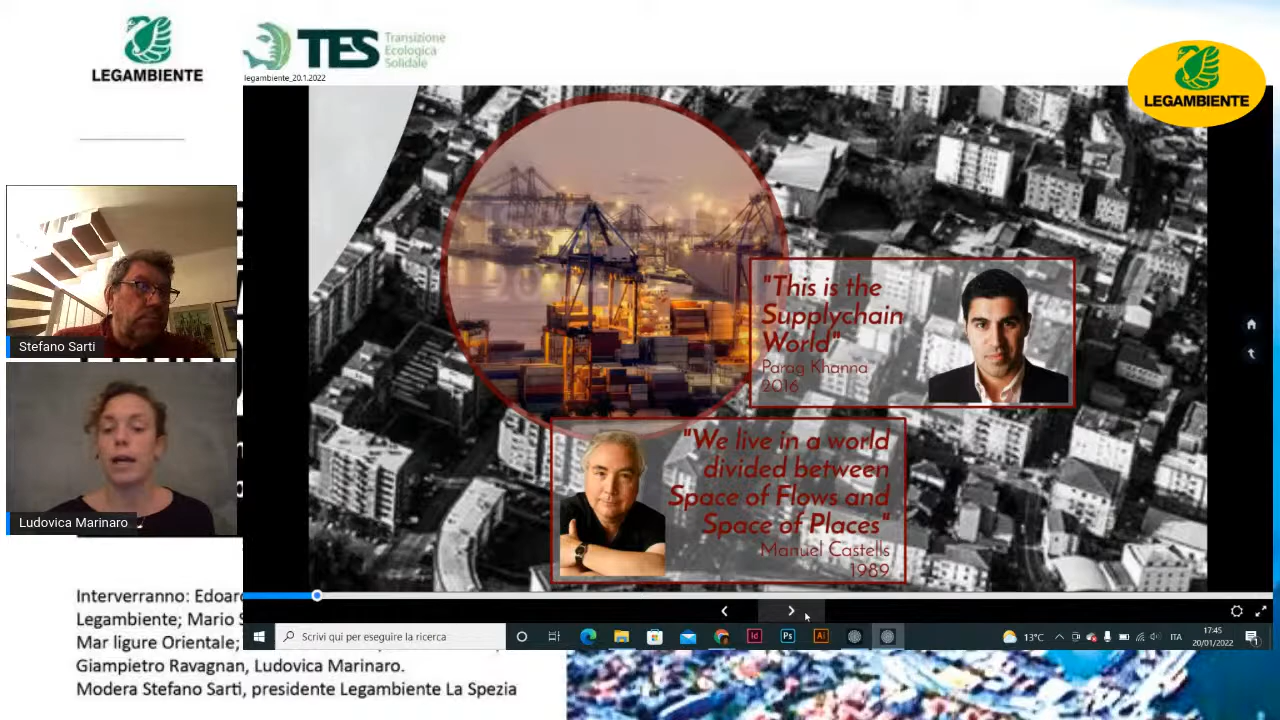 LEGAMBIENTE
TES Transizione
Ecologica
Solidale
legambiente_20.1.2022
LEGAMBIENTE
"This is the
Supplychain
World"
Parag Khanna
2016
Stefano Sarti
"We live in a world
divided between
Space of Flows and
Space of Places"
Manuel Castells
1989
Ludovica Marinaro
Interverranno:
Legambiente; Mario
Mar ligure Orientale;
Giampietro Ravagnan, Ludovica Marinaro.
Modera Stefano Sarti, presidente Legambiente La Spezia
Scrivi qui per eseguire la ricerca
Id
Ps
Ai
13°C
ITA
17:45
20/01/2022